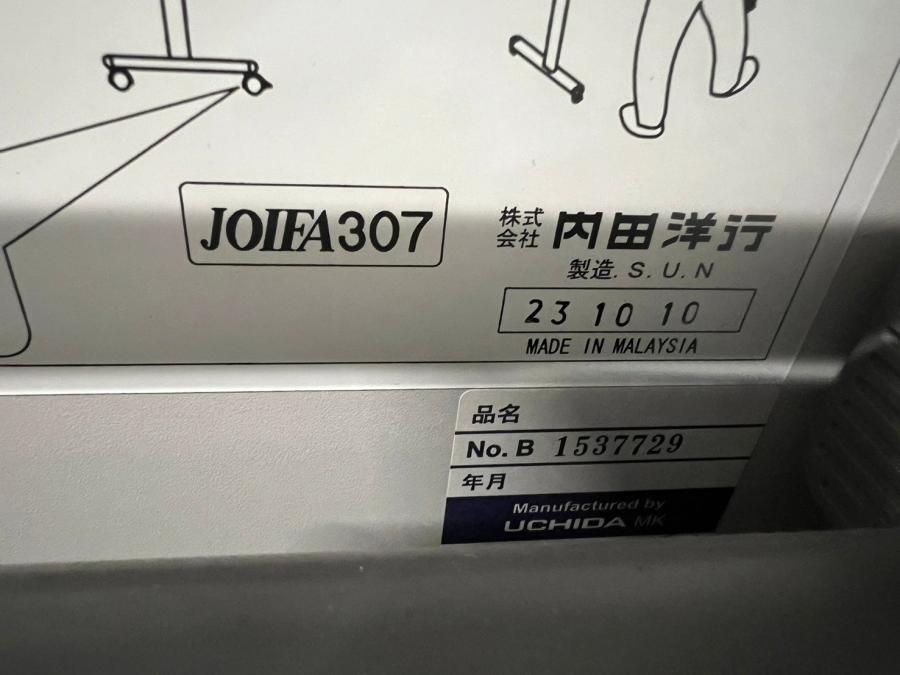 JOIFA307
株式会社 内田洋行
製造. S. U. N
23 10 10
MADE IN MALAYSIA
品名
No. B 1537729
年月
Manufactured by
UCHIDA MK